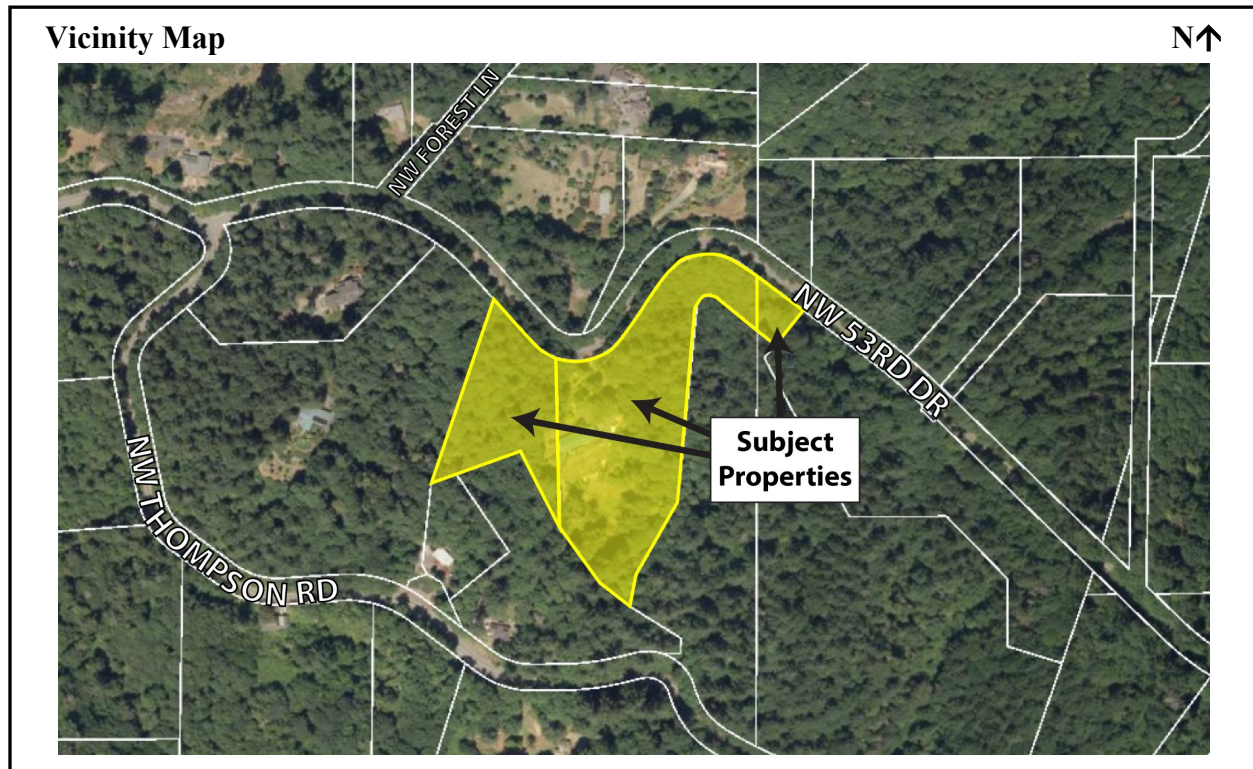 Vicinity Map
N↑
NW FOREST LN
NW 53RD DR
Subject
Properties
NW THOMPSON RD